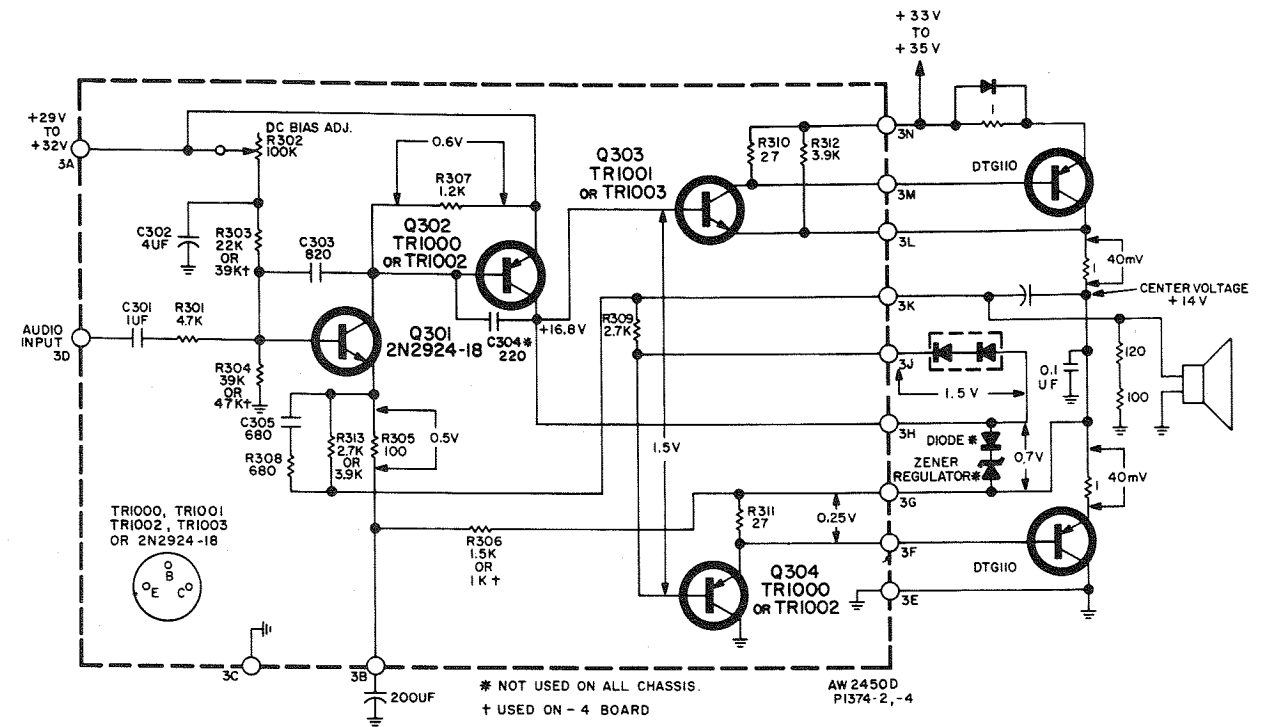 + 33V
TO
+ 35V
+29V
TO
+32V
3A
DC BIAS ADJ.
R302
100K
0.6V
R307
1.2K
Q303
TR1001
OR TR1003
R310
27
R312
3.9K
3N
1
DTG110
3M
3L
C302
4UF
R303
22K
OR
39K†
C303
820
Q302
TR1000
OR TR1002
40mV
1
CENTER VOLTAGE
+14V
3K
C301
1UF
R301
4.7K
AUDIO
INPUT
3D
Q301
2N2924-18
C304*
220
+16.8V
R309
2.7K
3J
1.5V
0.1
UF
120
100
R304
39K
OR
47K†
C305
680
R308
680
R313
2.7K
OR
3.9K
R305
100
0.5V
1.5V
3H
DIODE *
ZENER
REGULATOR*
0.7V
40mV
1
3G
TR1000, TR1001
TR1002, TR1003
OR 2N2924-18
B
E
C
R306
1.5K
OR
1K †
R311
27
0.25V
3F
DTG110
Q304
TR1000
OR TR1002
3E
3C
3B
200UF
* NOT USED ON ALL CHASSIS.
† USED ON - 4 BOARD
AW2450D
P1374-2,-4